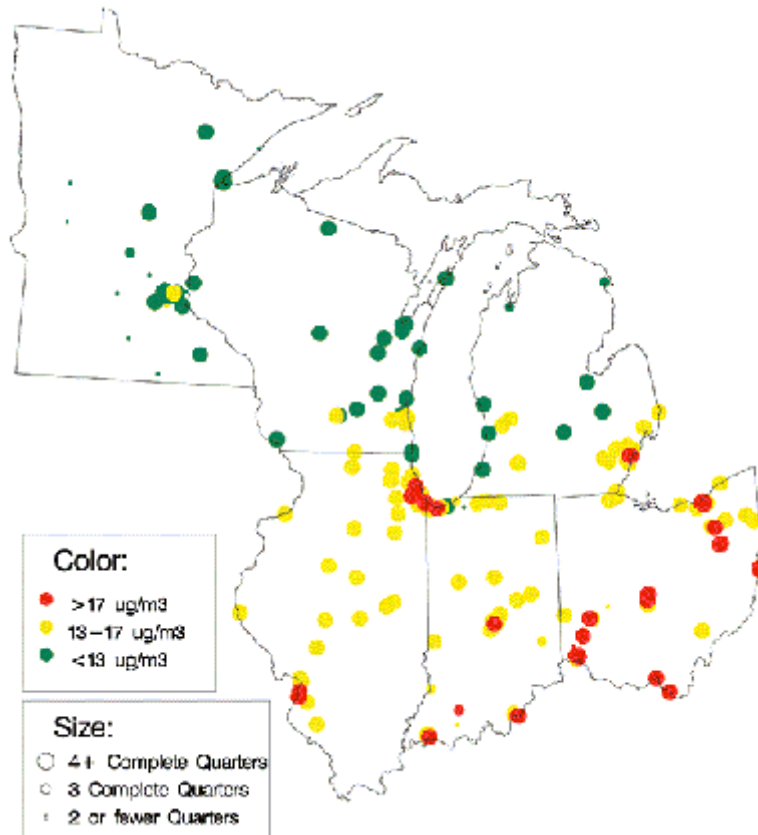 Color:
>17 ug/m3
13-17 ug/m3
<13 ug/m3
Size:
4+ Complete Quarters
3 Complete Quarters
2 or fewer Quarters